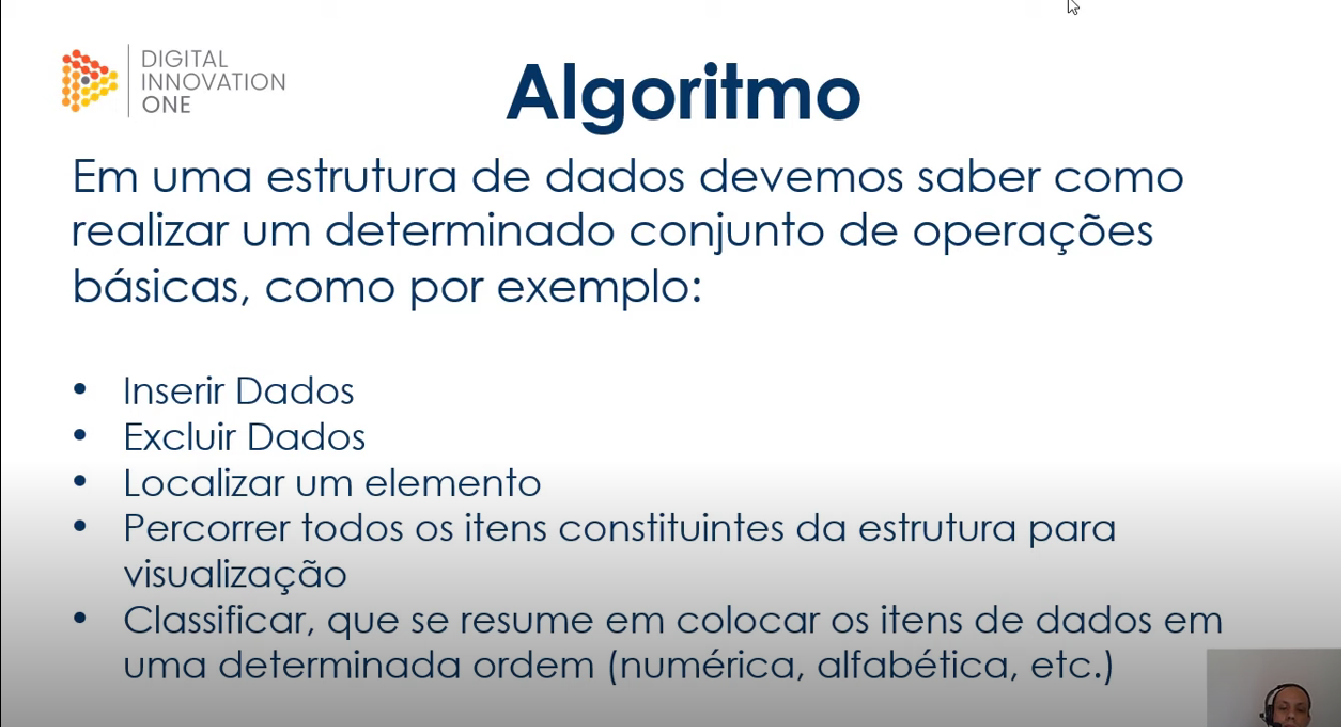 DIGITAL
INNOVATION
ONE
Algoritmo
Em uma estrutura de dados devemos saber como
realizar um determinado conjunto de operações
básicas, como por exemplo:
• Inserir Dados
• Excluir Dados
• Localizar um elemento
• Percorrer todos os itens constituintes da estrutura para
visualização
• Classificar, que se resume em colocar os itens de dados em
uma determinada ordem (numérica, alfabética, etc.)